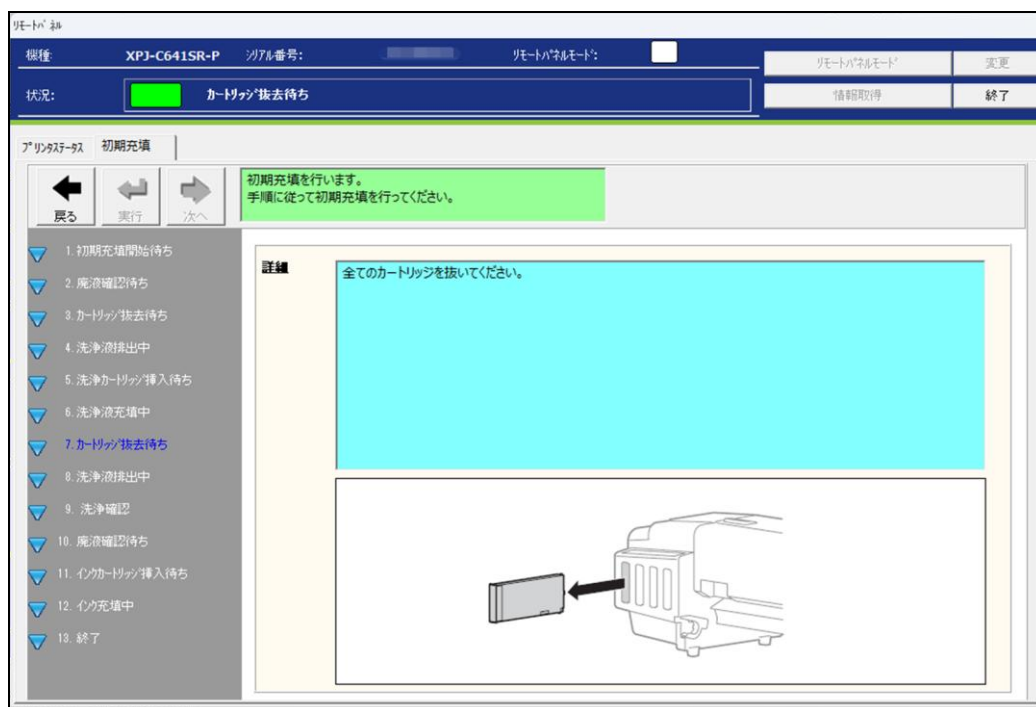 リモートパネル
機種: XPJ-C641SR-P シリアル番号: リモートパネルモード:
リモートパネルモード 変更
状況: カートリッジ抜去待ち
情報取得 終了
プリンタステータス 初期充填
戻る 実行 次へ
初期充填を行います。
手順に従って初期充填を行ってください。
1. 初期充填開始待ち
2. 廃液確認待ち
3. カートリッジ抜去待ち
4. 洗浄液排出中
5. 洗浄カートリッジ挿入待ち
6. 洗浄液充填中
7. カートリッジ抜去待ち
8. 洗浄液排出中
9. 洗浄確認
10. 廃液確認待ち
11. インクカートリッジ挿入待ち
12. インク充填中
13. 終了
詳細
全てのカートリッジを抜いてください。